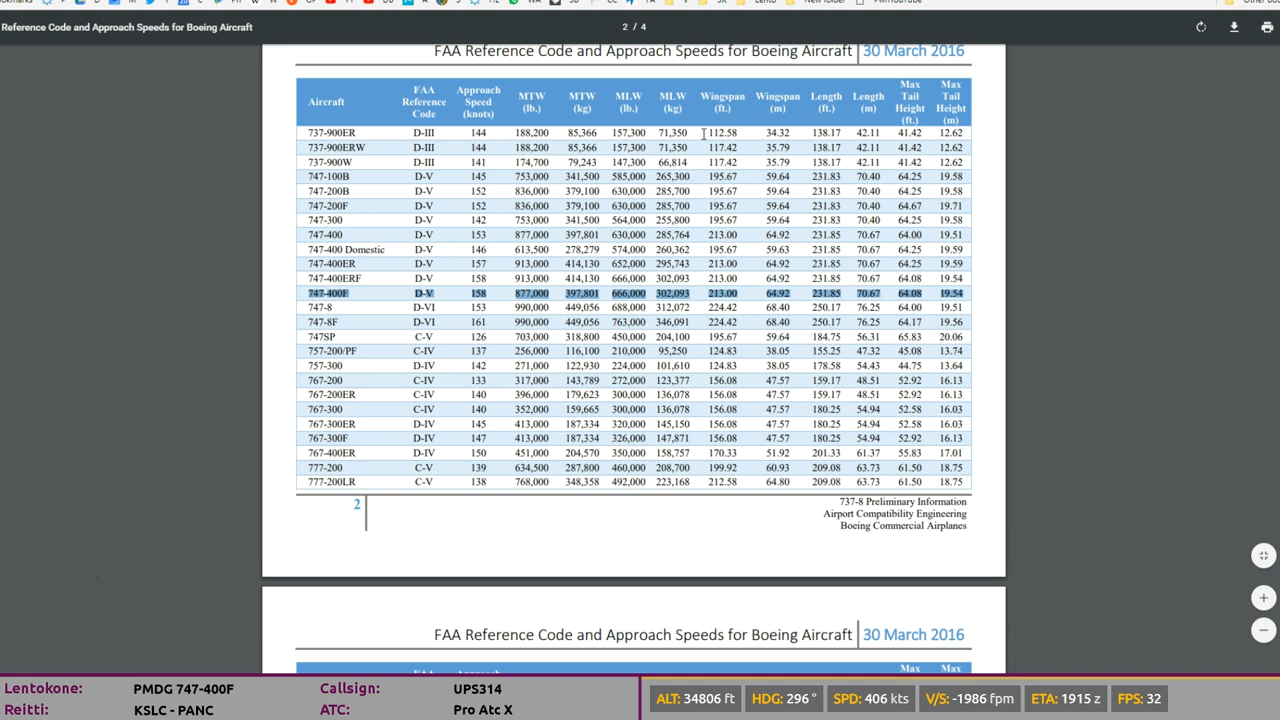 Reference Code and Approach Speeds for Boeing Aircraft
2 / 4
FAA Reference Code and Approach Speeds for Boeing Aircraft 30 March 2016
Aircraft FAA Reference Code Approach Speed (knots) MTW (lb.) MTW (kg) MLW (lb.) MLW (kg) Wingspan (ft.) Wingspan (m) Length (ft.) Length (m) Max Tail Height (ft.) Max Tail Height (m)
737-900ER D-III 144 188,200 85,366 157,300 71,350 112.58 34.32 138.17 42.11 41.42 12.62
737-900ERW D-III 144 188,200 85,366 157,300 71,350 117.42 35.79 138.17 42.11 41.42 12.62
737-900W D-III 141 174,700 79,243 147,300 66,814 117.42 35.79 138.17 42.11 41.42 12.62
747-100B D-V 145 753,000 341,500 585,000 265,300 195.67 59.64 231.83 70.40 64.25 19.58
747-200B D-V 152 836,000 379,100 630,000 285,700 195.67 59.64 231.83 70.40 64.25 19.58
747-200F D-V 152 836,000 379,100 630,000 285,700 195.67 59.64 231.83 70.40 64.67 19.71
747-300 D-V 142 753,000 341,500 564,000 255,800 195.67 59.64 231.83 70.40 64.25 19.58
747-400 D-V 153 877,000 397,801 630,000 285,764 213.00 64.92 231.85 70.67 64.00 19.51
747-400 Domestic D-V 146 613,500 278,279 574,000 260,362 195.67 59.63 231.85 70.67 64.25 19.59
747-400ER D-V 157 913,000 414,130 652,000 295,743 213.00 64.92 231.85 70.67 64.25 19.59
747-400ERF D-V 158 913,000 414,130 666,000 302,093 213.00 64.92 231.85 70.67 64.08 19.54
747-400F D-V 158 877,000 397,801 666,000 302,093 213.00 64.92 231.85 70.67 64.08 19.54
747-8 D-VI 153 990,000 449,056 688,000 312,072 224.42 68.40 250.17 76.25 64.00 19.51
747-8F D-VI 161 990,000 449,056 763,000 346,091 224.42 68.40 250.17 76.25 64.17 19.56
747SP C-V 126 703,000 318,800 450,000 204,100 195.67 59.64 184.75 56.31 65.83 20.06
757-200/PF C-IV 137 256,000 116,100 210,000 95,250 124.83 38.05 155.25 47.32 45.08 13.74
757-300 D-IV 142 271,000 122,930 224,000 101,610 124.83 38.05 178.58 54.43 44.75 13.64
767-200 C-IV 133 317,000 143,789 272,000 123,377 156.08 47.57 159.17 48.51 52.92 16.13
767-200ER C-IV 140 396,000 179,623 300,000 136,078 156.08 47.57 159.17 48.51 52.92 16.13
767-300 C-IV 140 352,000 159,665 300,000 136,078 156.08 47.57 180.25 54.94 52.58 16.03
767-300ER D-IV 145 413,000 187,334 320,000 145,150 156.08 47.57 180.25 54.94 52.58 16.03
767-300F D-IV 147 413,000 187,334 326,000 147,871 156.08 47.57 180.25 54.94 52.92 16.13
767-400ER D-IV 150 451,000 204,570 350,000 158,757 170.33 51.92 201.33 61.37 55.83 17.01
777-200 C-V 139 634,500 287,800 460,000 208,700 199.92 60.93 209.08 63.73 61.50 18.75
777-200LR C-V 138 768,000 348,358 492,000 223,168 212.58 64.80 209.08 63.73 61.50 18.75
2
737-8 Preliminary Information
Airport Compatibility Engineering
Boeing Commercial Airplanes
FAA Reference Code and Approach Speeds for Boeing Aircraft 30 March 2016
Max Max
Lentokone: PMDG 747-400F Callsign: UPS314
Reitti: KSLC - PANC ATC: Pro Atc X
ALT: 34806 ft HDG: 296 ° SPD: 406 kts V/S: -1986 fpm ETA: 1915 z FPS: 32